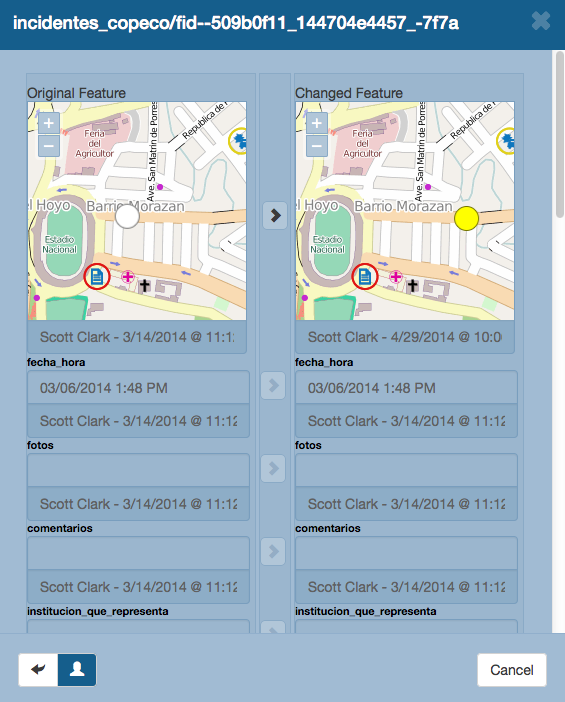 incidentes_copeco/fid--509b0f11_144704e4457_-7f7a
Original Feature
Changed Feature
+
−
Feria
del
Agricultor
Ave. San Matrin de Porres
Republica de
el Hoyo
Barrio Morazan
Estadio
Nacional
+
−
Feria
del
Agricultor
Ave. San Matrin de Porres
Republica de
el Hoyo
Barrio Morazan
Estadio
Nacional
Scott Clark - 3/14/2014 @ 11:1
Scott Clark - 4/29/2014 @ 10:0
fecha_hora
fecha_hora
03/06/2014 1:48 PM
03/06/2014 1:48 PM
Scott Clark - 3/14/2014 @ 11:12
Scott Clark - 3/14/2014 @ 11:12
fotos
fotos
Scott Clark - 3/14/2014 @ 11:12
Scott Clark - 3/14/2014 @ 11:12
comentarios
comentarios
Scott Clark - 3/14/2014 @ 11:12
Scott Clark - 3/14/2014 @ 11:12
institucion_que_representa
institucion_que_representa
Cancel